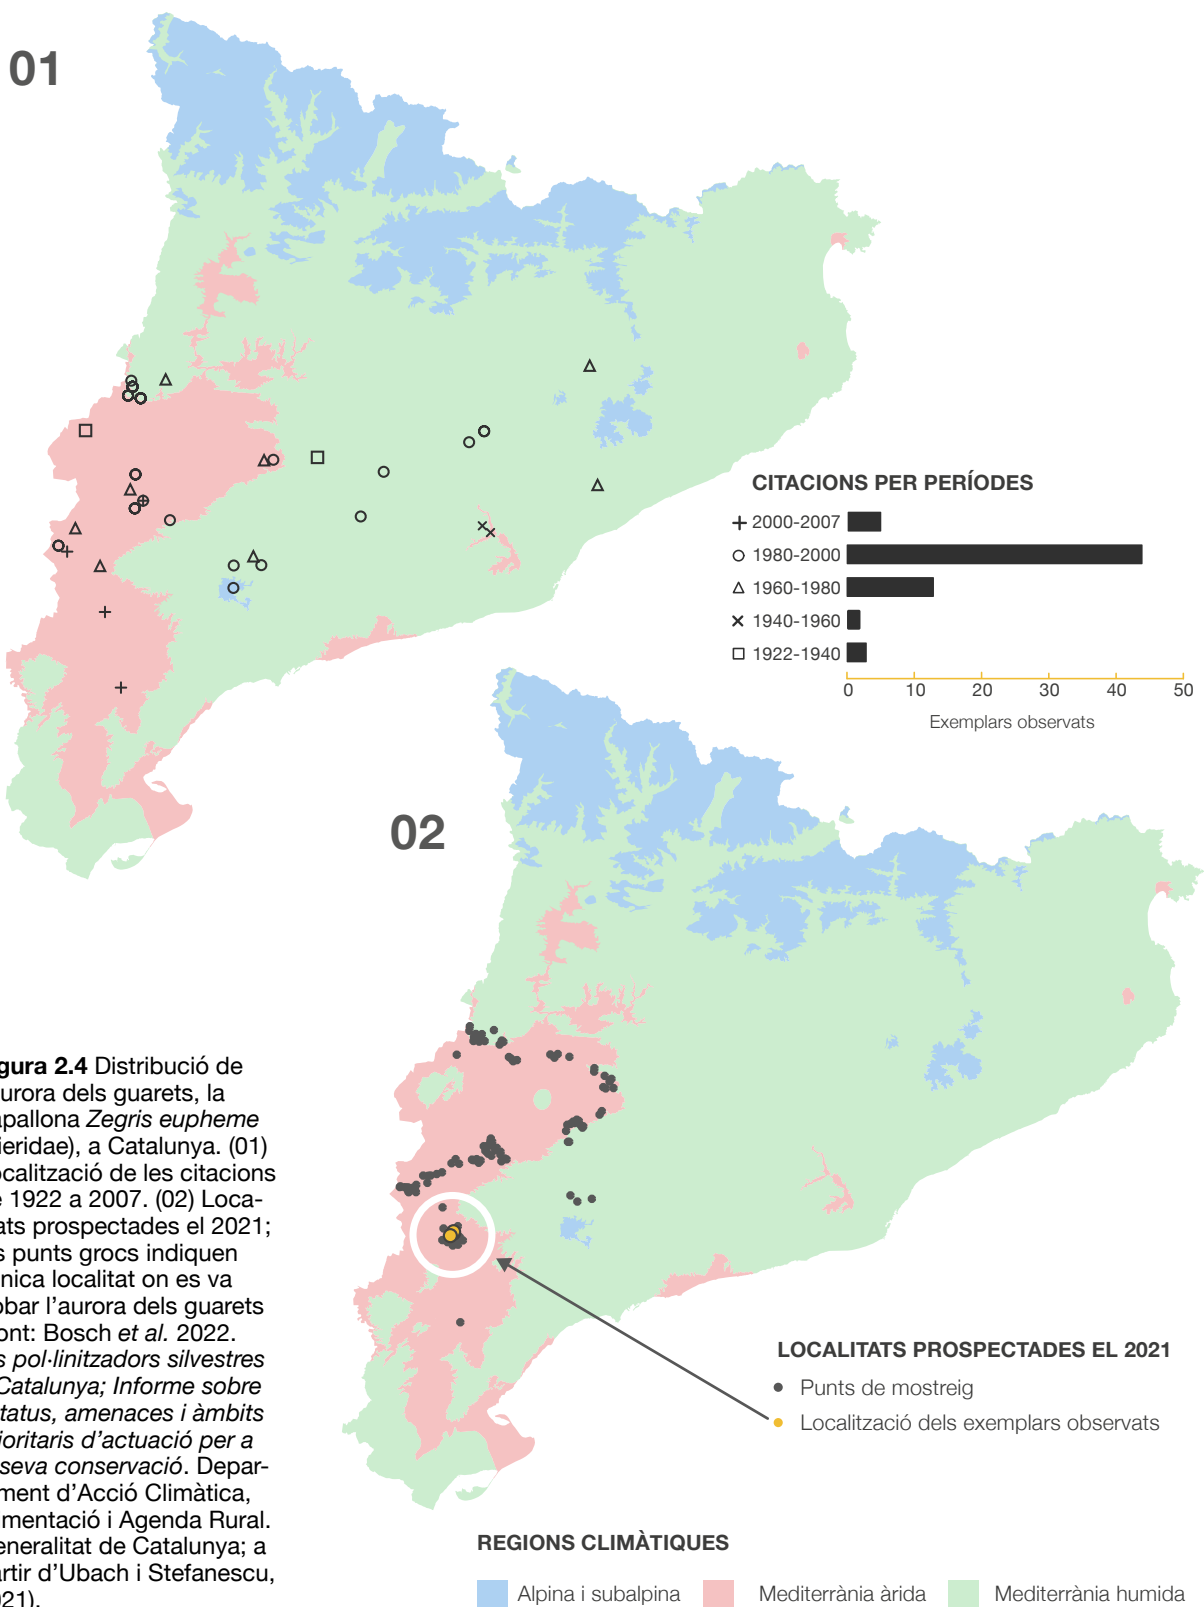 01
CITACIONS PER PERÍODES
2000-2007
1980-2000
1960-1980
1940-1960
1922-1940
0 10 20 30 40 50
Exemplars observats
02
gura 2.4 Distribució de
urora dels guarets, la
apallona Zegris eupheme
ieridae), a Catalunya. (01)
ocalització de les citacions
e 1922 a 2007. (02) Loca-
ats prospectades el 2021;
s punts grocs indiquen
nica localitat on es va
obar l’aurora dels guarets
ont: Bosch et al. 2022.
s pol·linitzadors silvestres
Catalunya; Informe sobre
tatus, amenaces i àmbits
ioritaris d’actuació per a
seva conservació. Depar-
ment d’Acció Climàtica,
imentació i Agenda Rural.
eneralitat de Catalunya; a
artir d’Ubach i Stefanescu,
021).
LOCALITATS PROSPECTADES EL 2021
Punts de mostreig
Localització dels exemplars observats
REGIONS CLIMÀTIQUES
Alpina i subalpina Mediterrània àrida Mediterrània humida